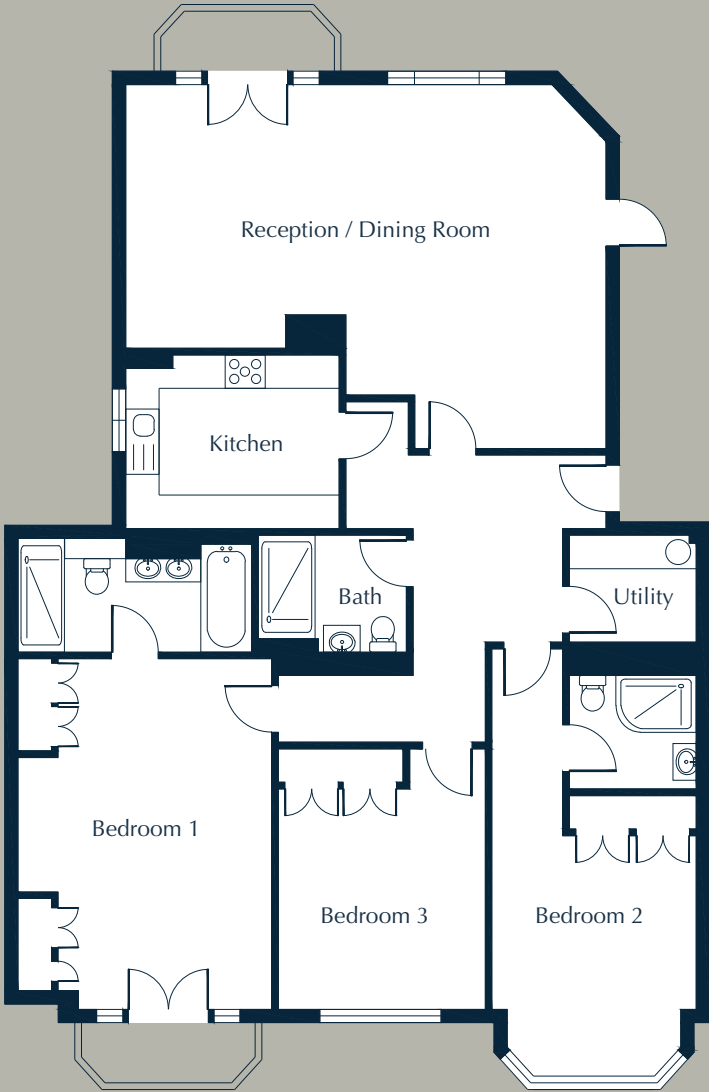 Reception / Dining Room
Kitchen
Bath
Utility
Bedroom 1
Bedroom 3
Bedroom 2